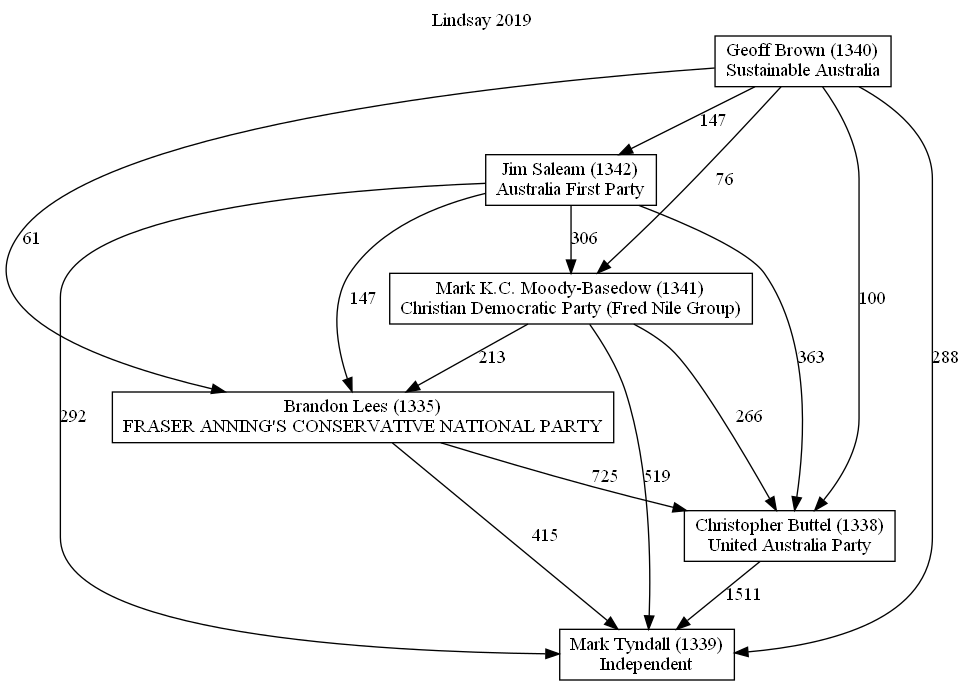 Lindsay 2019
Geoff Brown (1340)
Sustainable Australia
147
Jim Saleam (1342)
Australia First Party
76
61
306
Mark K.C. Moody-Basedow (1341)
Christian Democratic Party (Fred Nile Group)
147
100
213
363
288
Brandon Lees (1335)
FRASER ANNING'S CONSERVATIVE NATIONAL PARTY
292
266
725
519
Christopher Buttel (1338)
United Australia Party
415
1511
Mark Tyndall (1339)
Independent